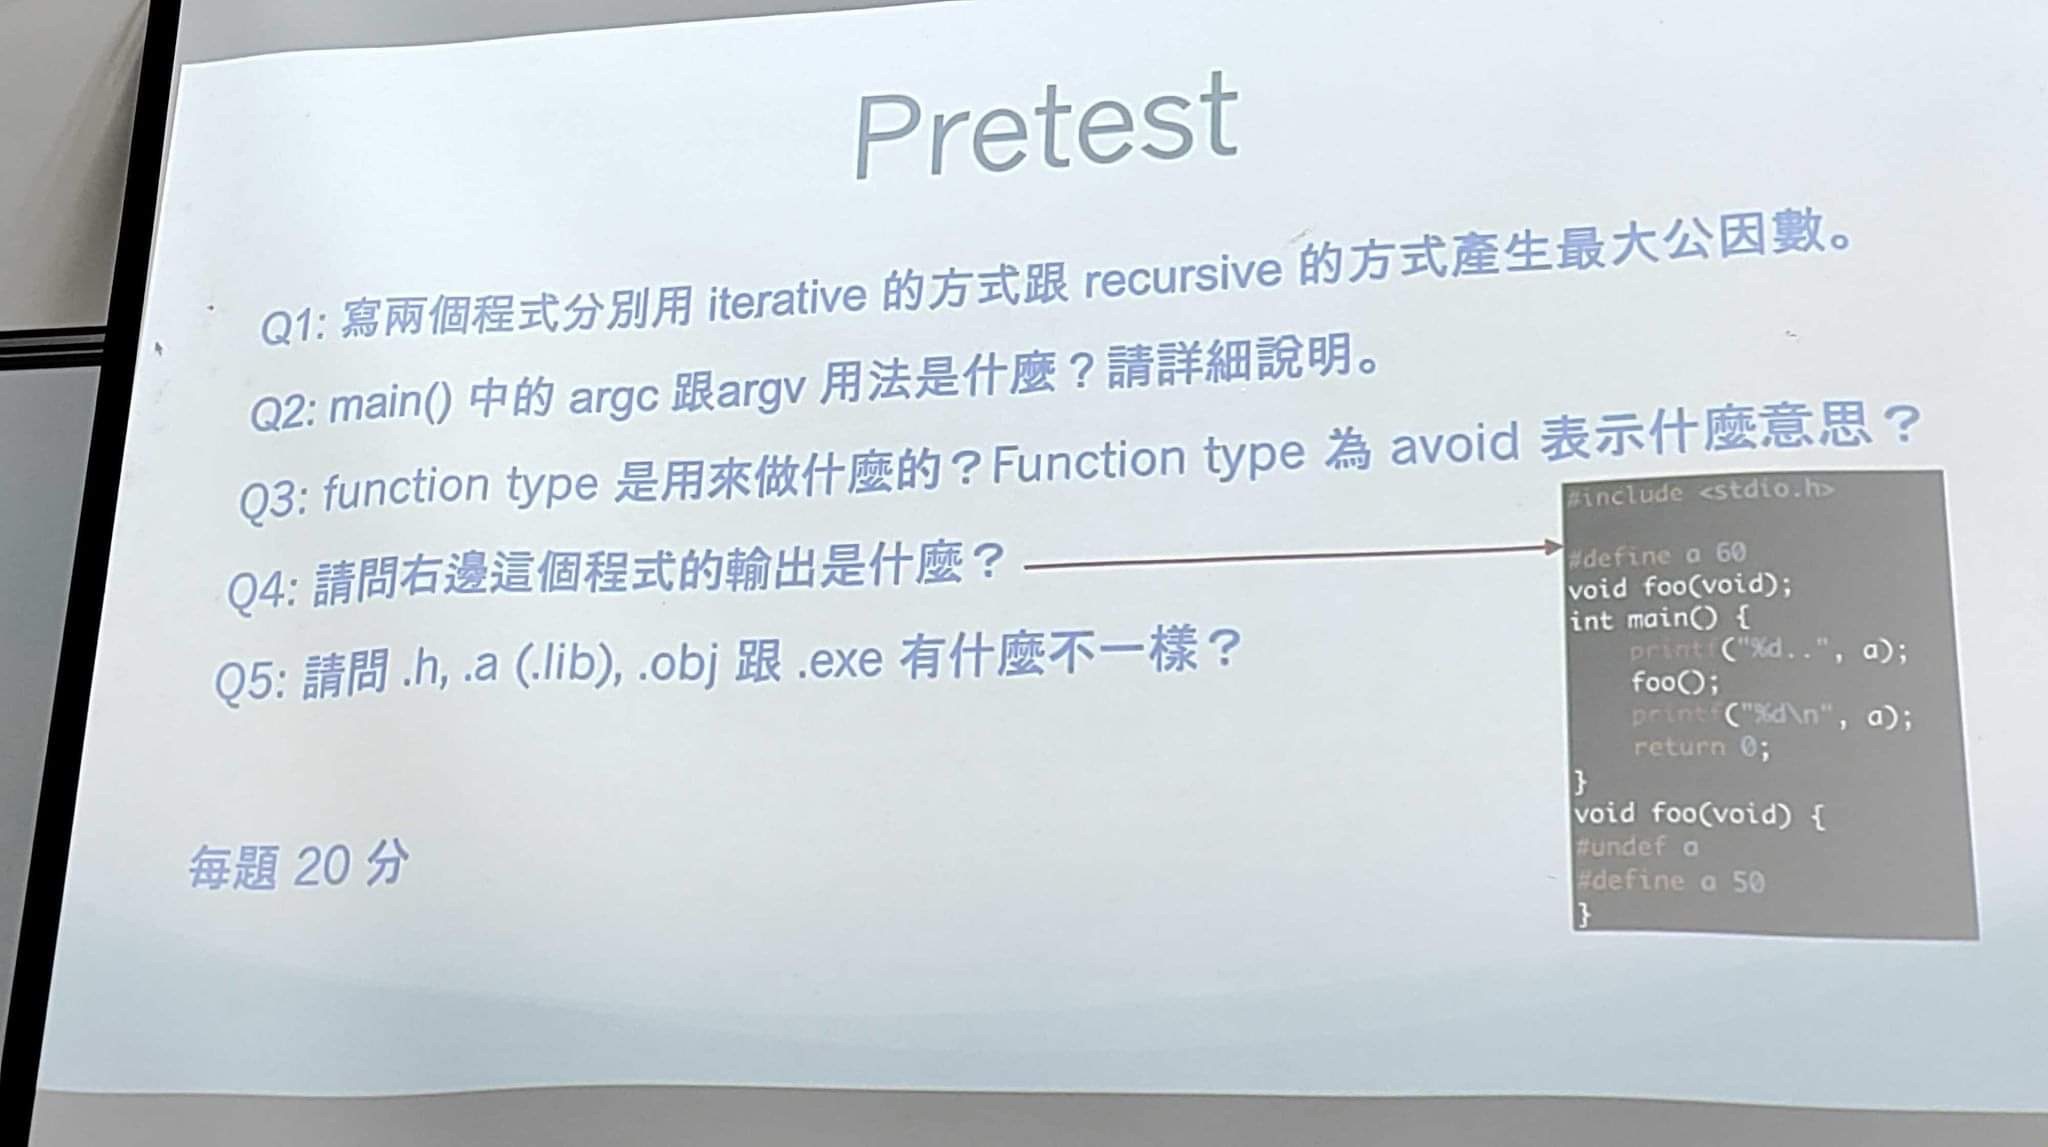 Pretest
Q1: 寫兩個程式分別用 iterative 的方式跟 recursive 的方式產生最大公因數。
Q2: main() 中的 argc 跟argv 用法是什麼？請詳細說明。
Q3: function type 是用來做什麼的？Function type 為 avoid 表示什麼意思？
Q4: 請問右邊這個程式的輸出是什麼？
Q5: 請問 .h, .a (.lib), .obj 跟 .exe 有什麼不一樣？
每題 20 分
#include <stdio.h>
#define a 60
void foo(void);
int main() {
printf("%d..", a);
foo();
printf("%d\n", a);
return 0;
}
void foo(void) {
#undef a
#define a 50
}